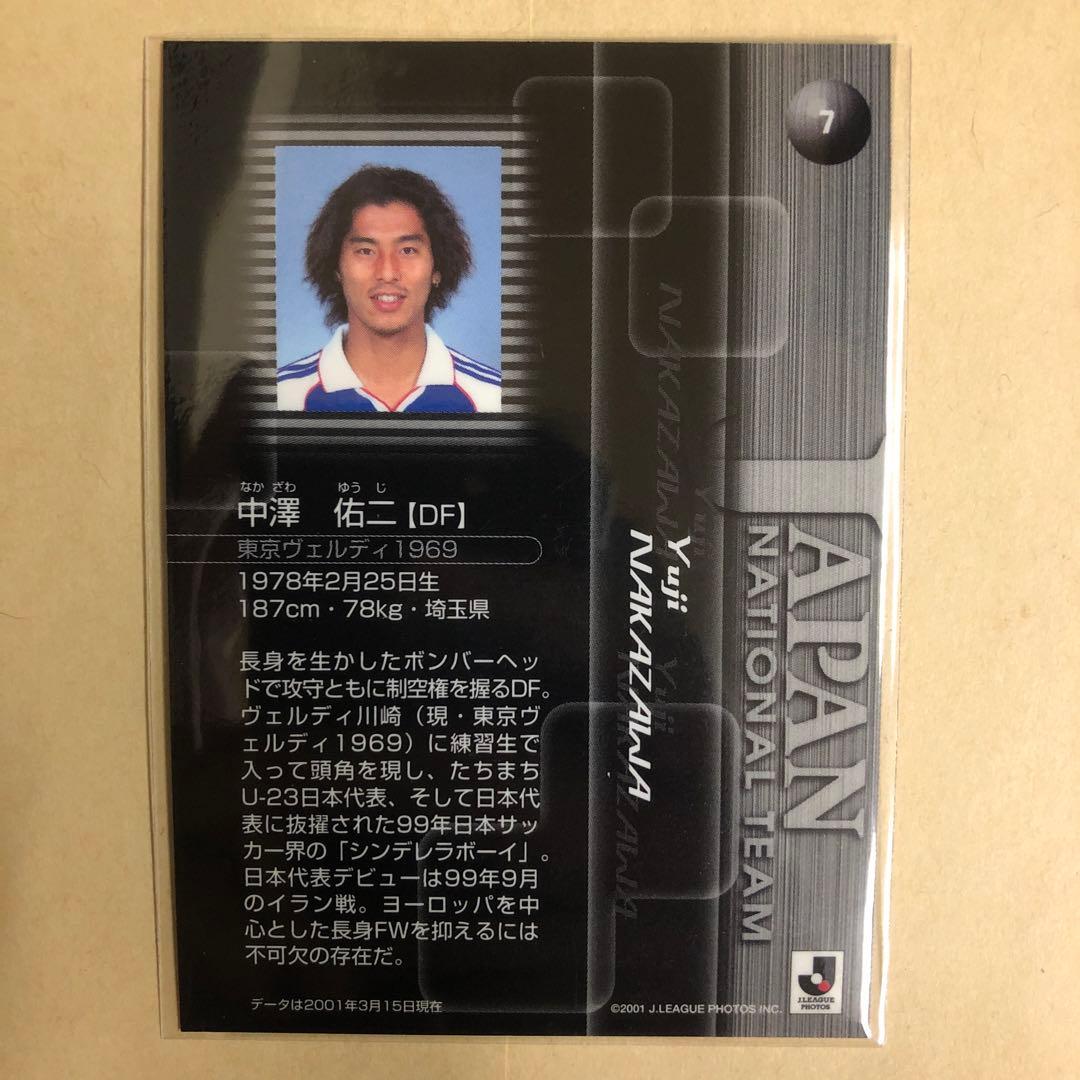 7
JAPAN
NATIONAL TEAM
Yuji
NAKAZAWA
Yuji
NAKAZAWA
Yuji
NAKAZAWA
なか ざわ ゆう じ
中澤 佑二【DF】
東京ヴェルディ1969
1978年2月25日生
187cm・78kg・埼玉県
長身を生かしたボンバーヘッ
ドで攻守ともに制空権を握るDF。
ヴェルディ川崎（現・東京ヴ
ェルディ1969）に練習生で
入って頭角を現し、たちまち
U-23日本代表、そして日本代
表に抜擢された99年日本サッ
カー界の「シンデレラボーイ」。
日本代表デビューは99年9月
のイラン戦。ヨーロッパを中
心とした長身FWを抑えるには
不可欠の存在だ。
データは2001年3月15日現在
©2001 J.LEAGUE PHOTOS INC.
J.LEAGUE
PHOTOS